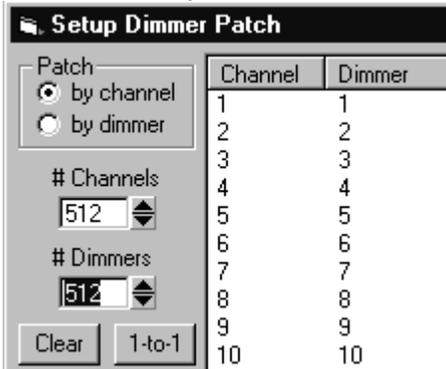 Setup Dimmer Patch
Patch
by channel
by dimmer
# Channels
512
# Dimmers
512
Clear 1-to-1
Channel Dimmer
1 1
2 2
3 3
4 4
5 5
6 6
7 7
8 8
9 9
10 10